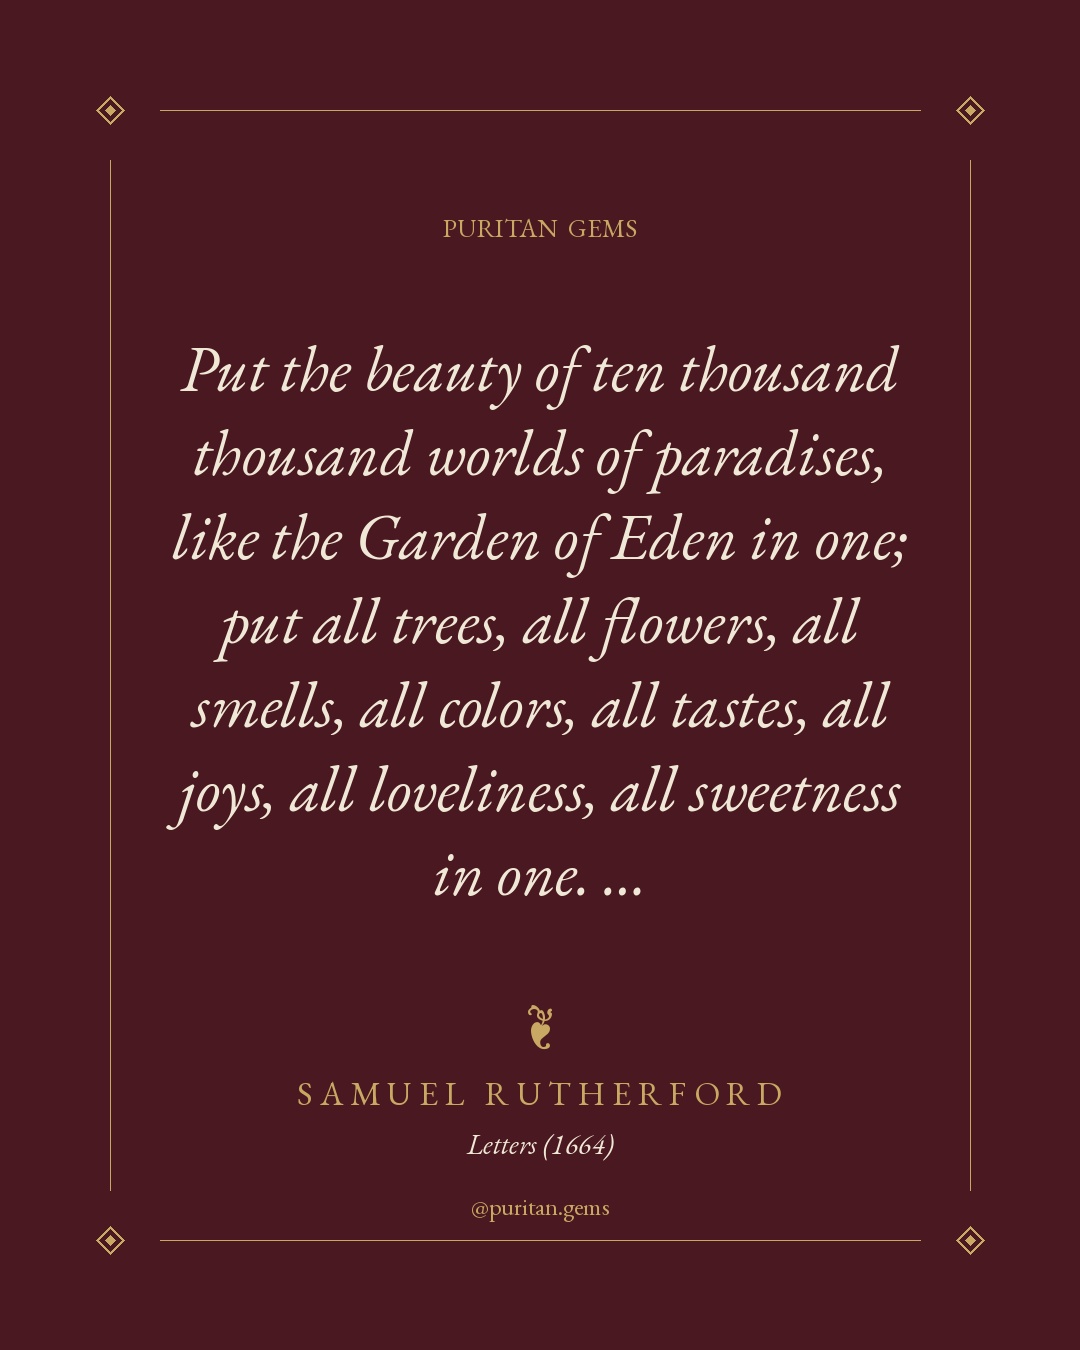 PURITAN GEMS
Put the beauty of ten thousand
thousand worlds of paradises,
like the Garden of Eden in one;
put all trees, all flowers, all
smells, all colors, all tastes, all
joys, all loveliness, all sweetness
in one. ...
SAMUEL RUTHERFORD
Letters (1664)
@puritan.gems